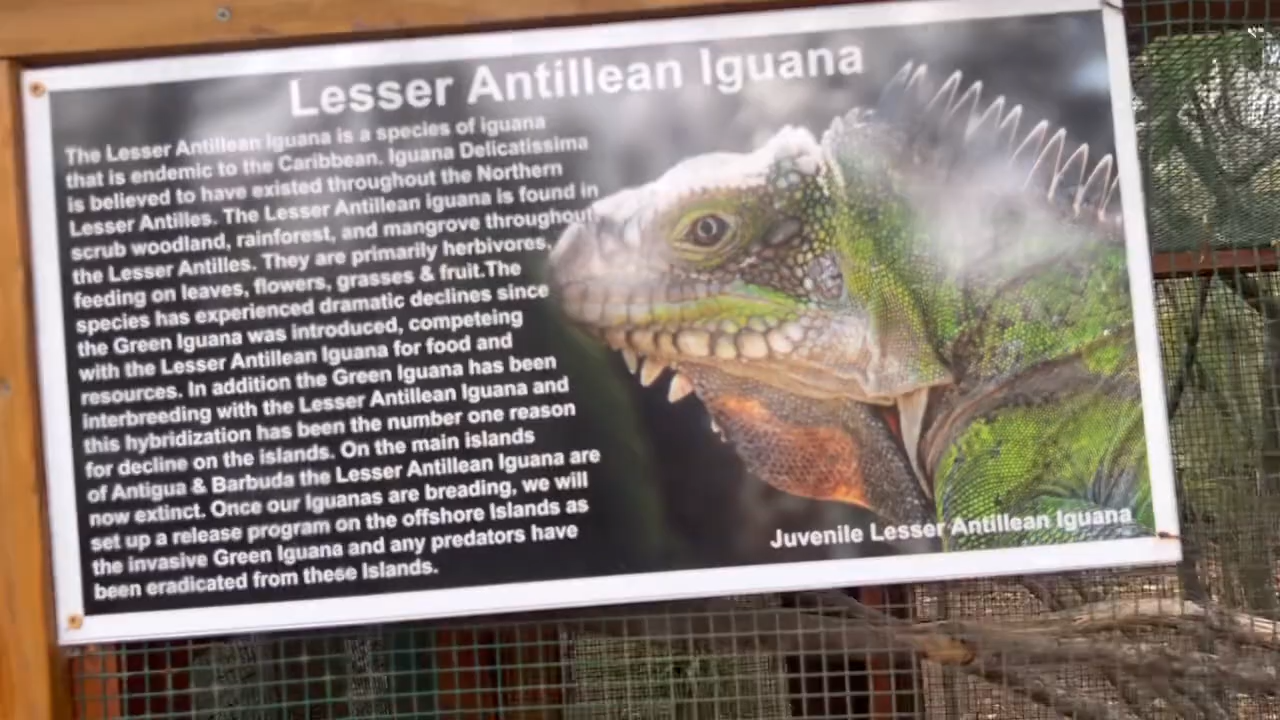 Lesser Antillean Iguana
The Lesser Antillean Iguana is a species of iguana
that is endemic to the Caribbean. Iguana Delicatissima
is believed to have existed throughout the Northern
Lesser Antilles. The Lesser Antillean iguana is found in
scrub woodland, rainforest, and mangrove throughout
the Lesser Antilles. They are primarily herbivores,
feeding on leaves, flowers, grasses & fruit.The
species has experienced dramatic declines since
the Green Iguana was introduced, competeing
with the Lesser Antillean Iguana for food and
resources. In addition the Green Iguana has been
interbreeding with the Lesser Antillean Iguana and
this hybridization has been the number one reason
for decline on the islands. On the main islands
of Antigua & Barbuda the Lesser Antillean Iguana are
now extinct. Once our Iguanas are breading, we will
set up a release program on the offshore Islands as
the invasive Green Iguana and any predators have
been eradicated from these Islands.
Juvenile Lesser Antillean Iguana